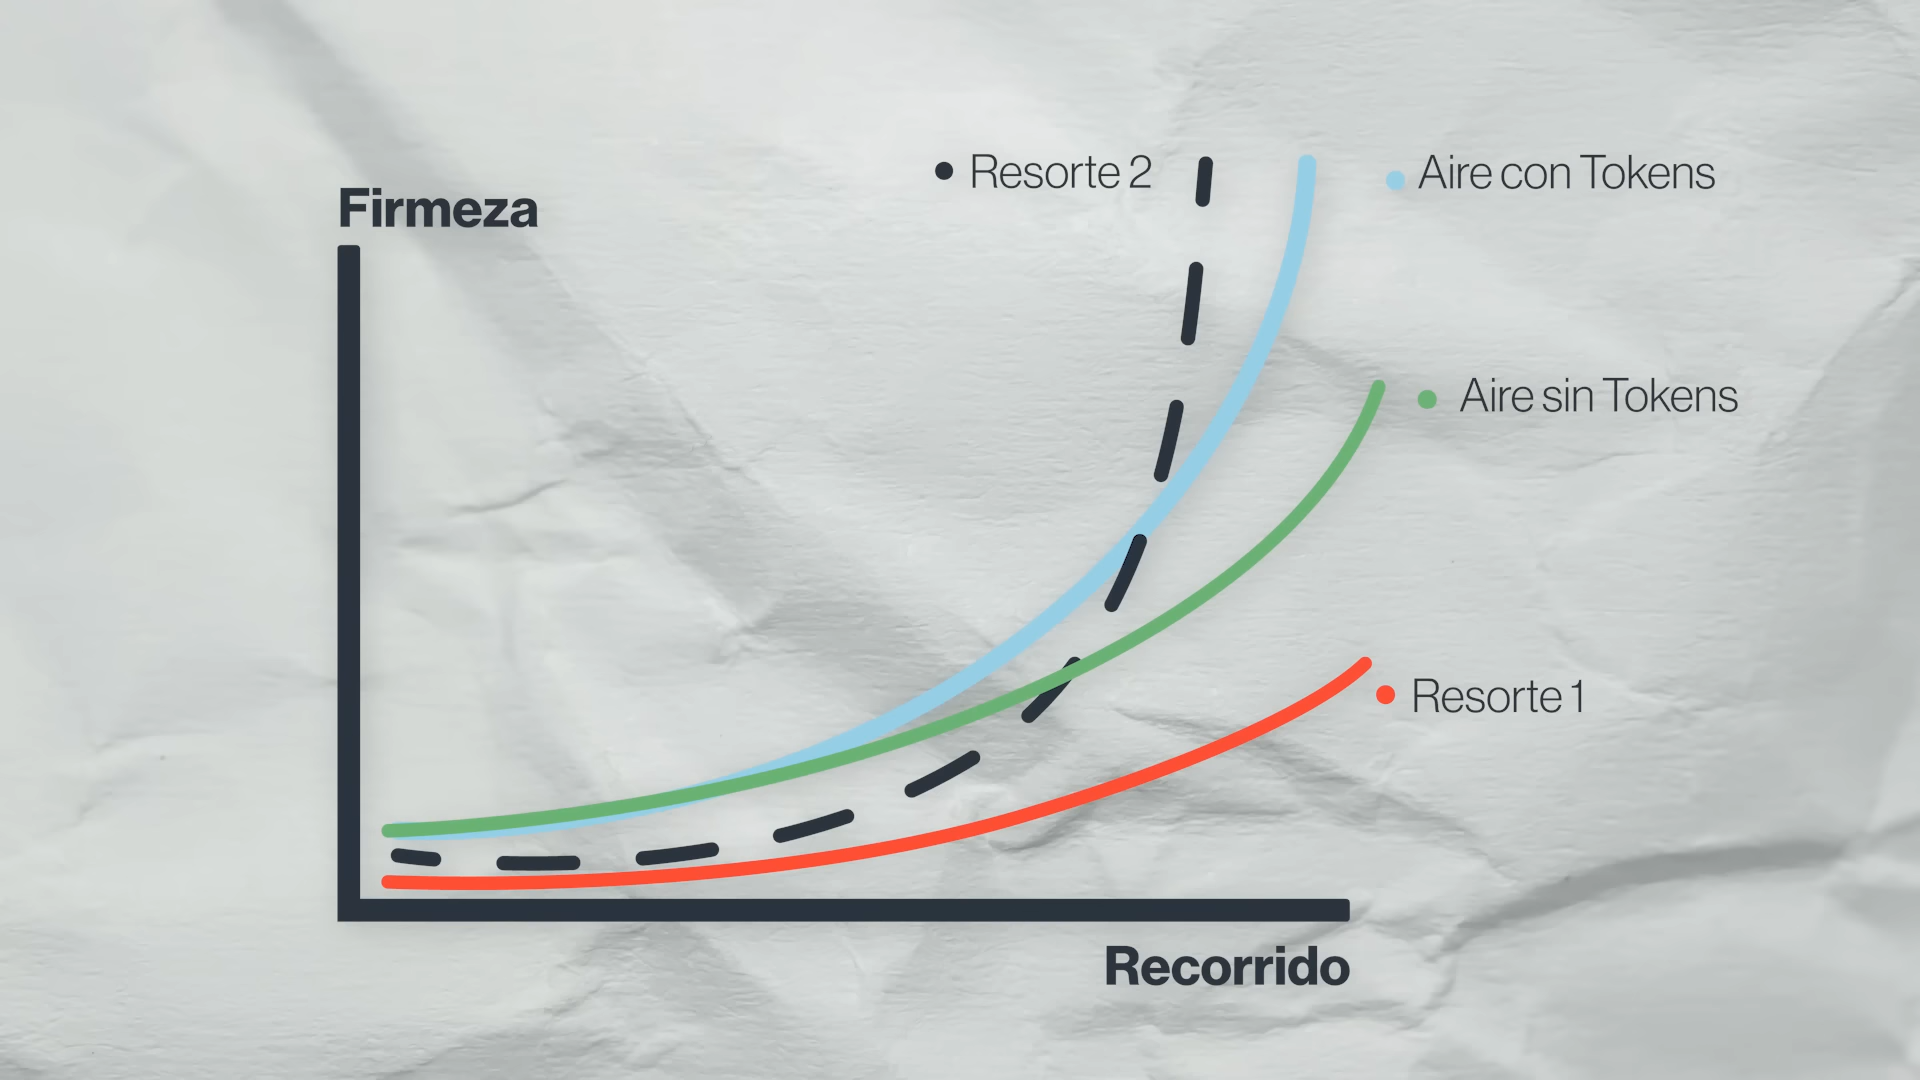 Resorte 2
Aire con Tokens
Firmeza
Aire sin Tokens
Resorte 1
Recorrido